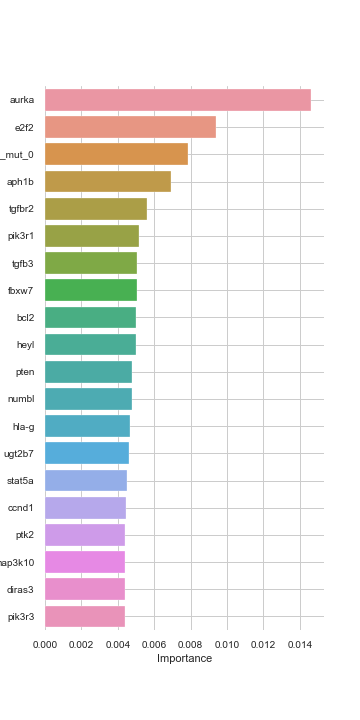 aurka
e2f2
_mut_0
aph1b
tgfbr2
pik3r1
tgfb3
fbxw7
bcl2
heyl
pten
numbl
hla-g
ugt2b7
stat5a
ccnd1
ptk2
nap3k10
diras3
pik3r3
0.000 0.002 0.004 0.006 0.008 0.010 0.012 0.014
Importance